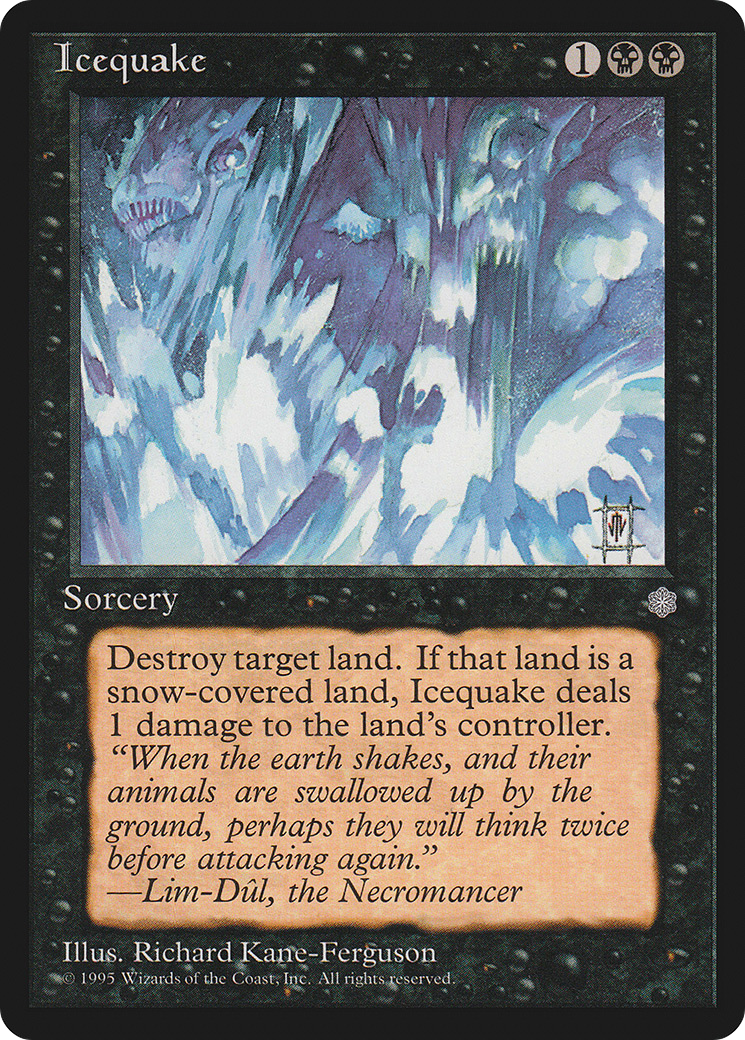 Icequake 1
Sorcery
Destroy target land. If that land is a
snow-covered land, Icequake deals
1 damage to the land's controller.
"When the earth shakes, and their
animals are swallowed up by the
ground, perhaps they will think twice
before attacking again."
—Lim-Dûl, the Necromancer
Illus. Richard Kane-Ferguson
© 1995 Wizards of the Coast, Inc. All rights reserved.